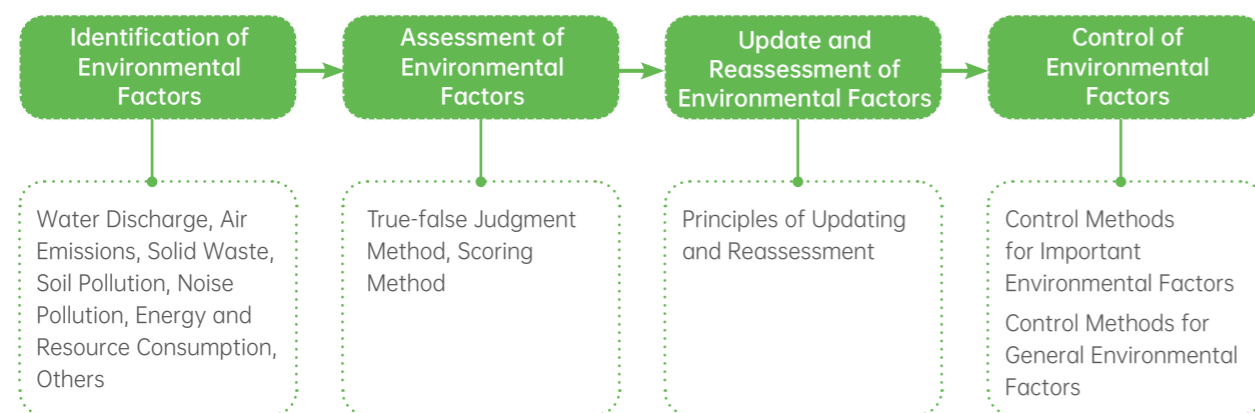 Identification of
Environmental
Factors
Water Discharge, Air
Emissions, Solid Waste,
Soil Pollution, Noise
Pollution, Energy and
Resource Consumption,
Others
Assessment of
Environmental
Factors
True-false Judgment
Method, Scoring
Method
Update and
Reassessment of
Environmental Factors
Principles of Updating
and Reassessment
Control of
Environmental
Factors
Control Methods
for Important
Environmental Factors
Control Methods for
General Environmental
Factors